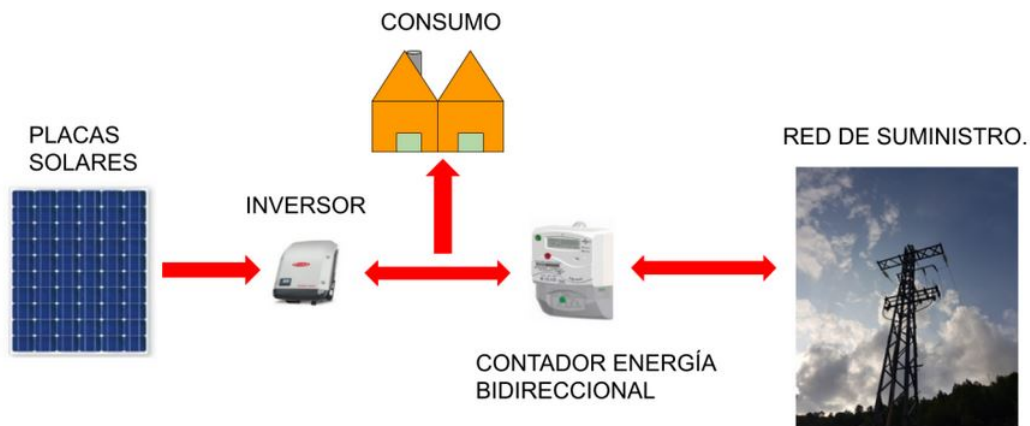 CONSUMO
PLACAS
SOLARES
RED DE SUMINISTRO.
INVERSOR
CONTADOR ENERGÍA
BIDIRECCIONAL